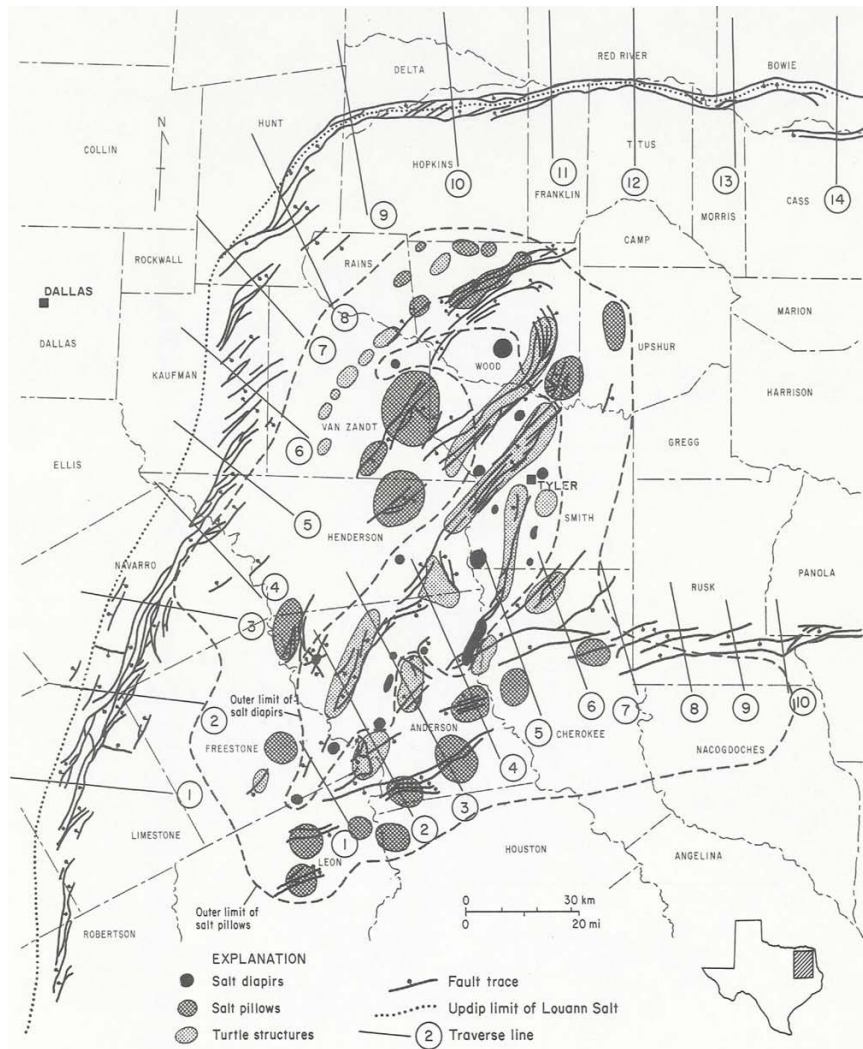 RED RIVER
BOWIE
DELTA
N
HUNT
COLLIN
HOPKINS
TITUS
10
11
12
13
14
FRANKLIN
MORRIS
CASS
9
CAMP
ROCKWALL
RAINS
DALLAS
MARION
8
7
WOOD
UPSHUR
DALLAS
KAUFMAN
HARRISON
VAN ZANDT
6
GREGG
ELLIS
TYLER
5
SMITH
HENDERSON
NAVARRO
4
RUSK
PANOLA
3
2
Outer limit of
salt diapirs
ANDERSON
5
6
7
8
9
10
CHEROKEE
FREESTONE
4
NACOGDOCHES
3
1
2
LIMESTONE
1
LEON
HOUSTON
ANGELINA
Outer limit of
salt pillows
0 30 km
0 20 mi
ROBERTSON
EXPLANATION
Salt diapirs
Fault trace
Salt pillows
Updip limit of Louann Salt
Turtle structures
2 Traverse line